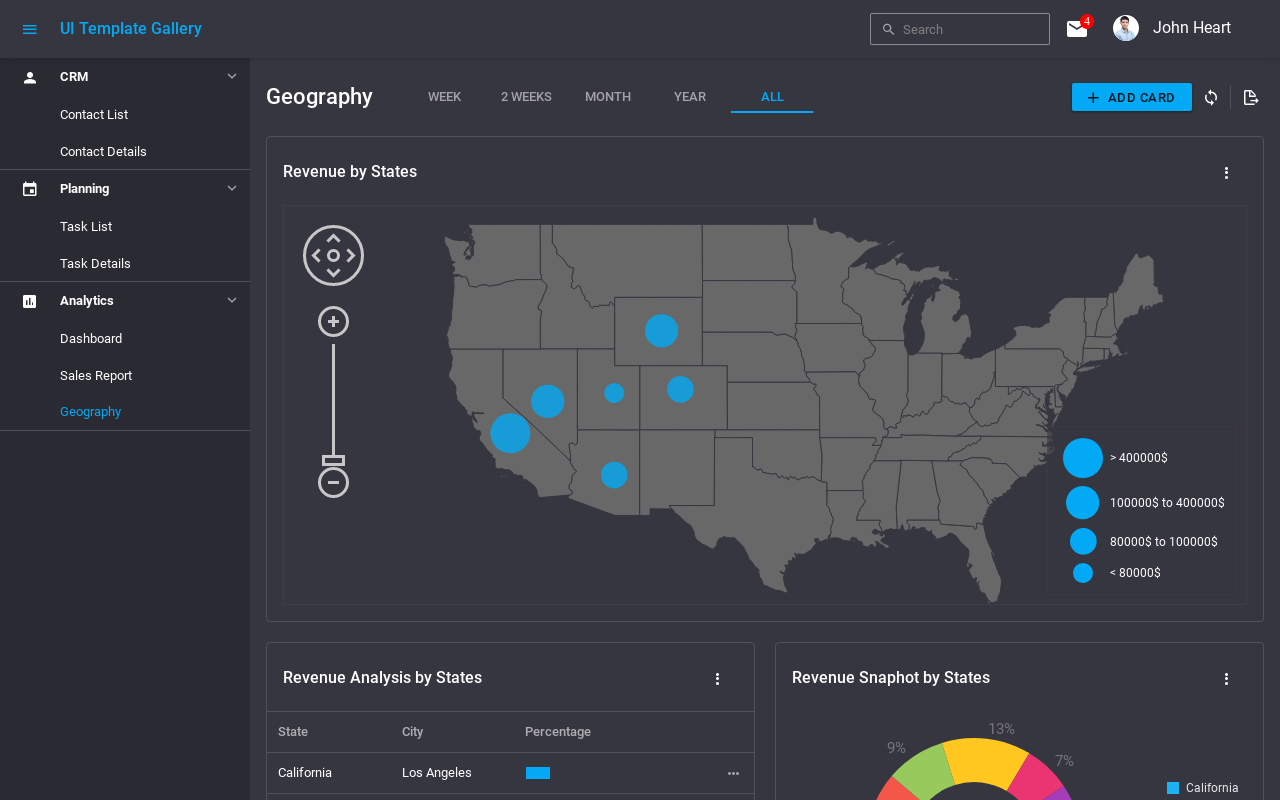 UI Template Gallery
Search
4
John Heart
CRM
Contact List
Contact Details
Planning
Task List
Task Details
Analytics
Dashboard
Sales Report
Geography
Geography
WEEK
2 WEEKS
MONTH
YEAR
ALL
ADD CARD
Revenue by States
> 400000$
100000$ to 400000$
80000$ to 100000$
< 80000$
Revenue Analysis by States
State
City
Percentage
California
Los Angeles
Revenue Snaphot by States
13%
9%
7%
California